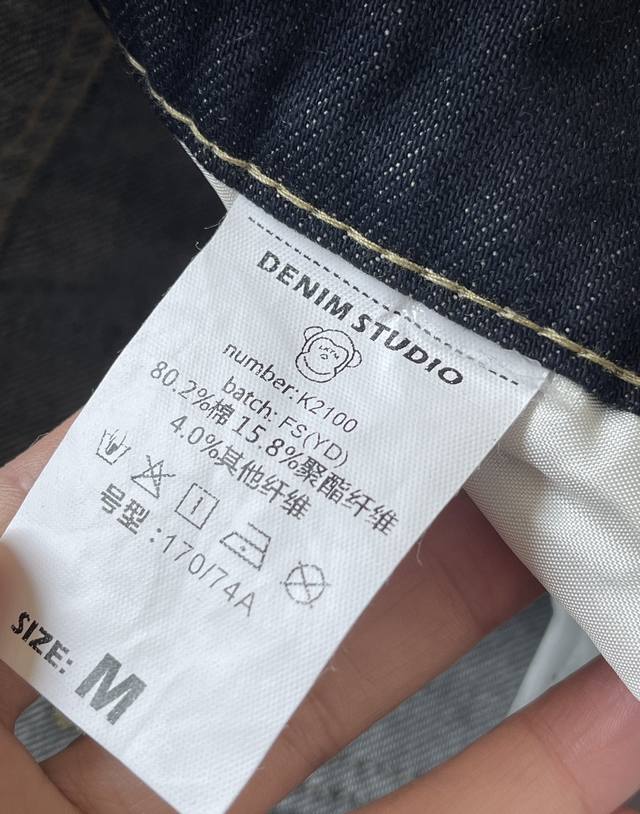 DENIM STUDIO
number:K2100
batch: FS(YD)
80.2%棉 15.8%聚酯纤维
4.0%其他纤维
号型：170/74A
SIZE: M